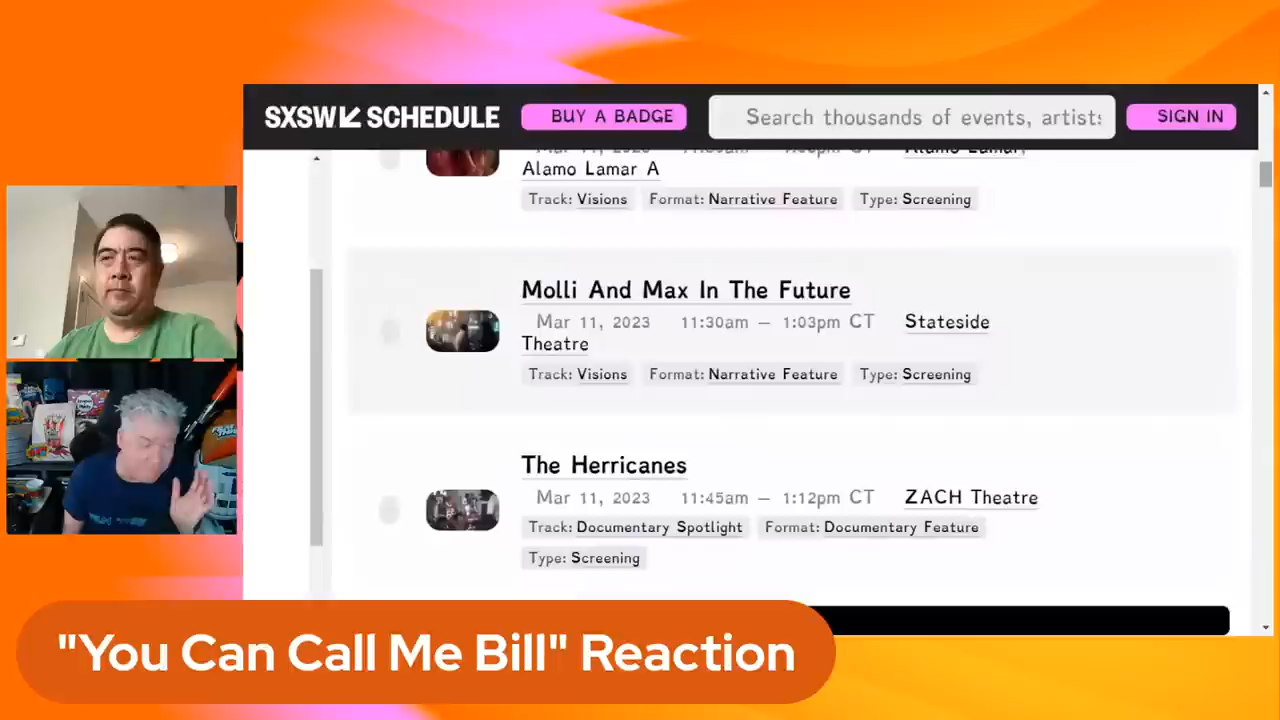 SXSW SCHEDULE
BUY A BADGE
Search thousands of events, artists
SIGN IN
Alamo Lamar,
Alamo Lamar A
Track: Visions Format: Narrative Feature Type: Screening
Molli And Max In The Future
Mar 11, 2023 11:30am – 1:03pm CT Stateside
Theatre
Track: Visions Format: Narrative Feature Type: Screening
The Herricanes
Mar 11, 2023 11:45am – 1:12pm CT ZACH Theatre
Track: Documentary Spotlight Format: Documentary Feature
Type: Screening
"You Can Call Me Bill" Reaction